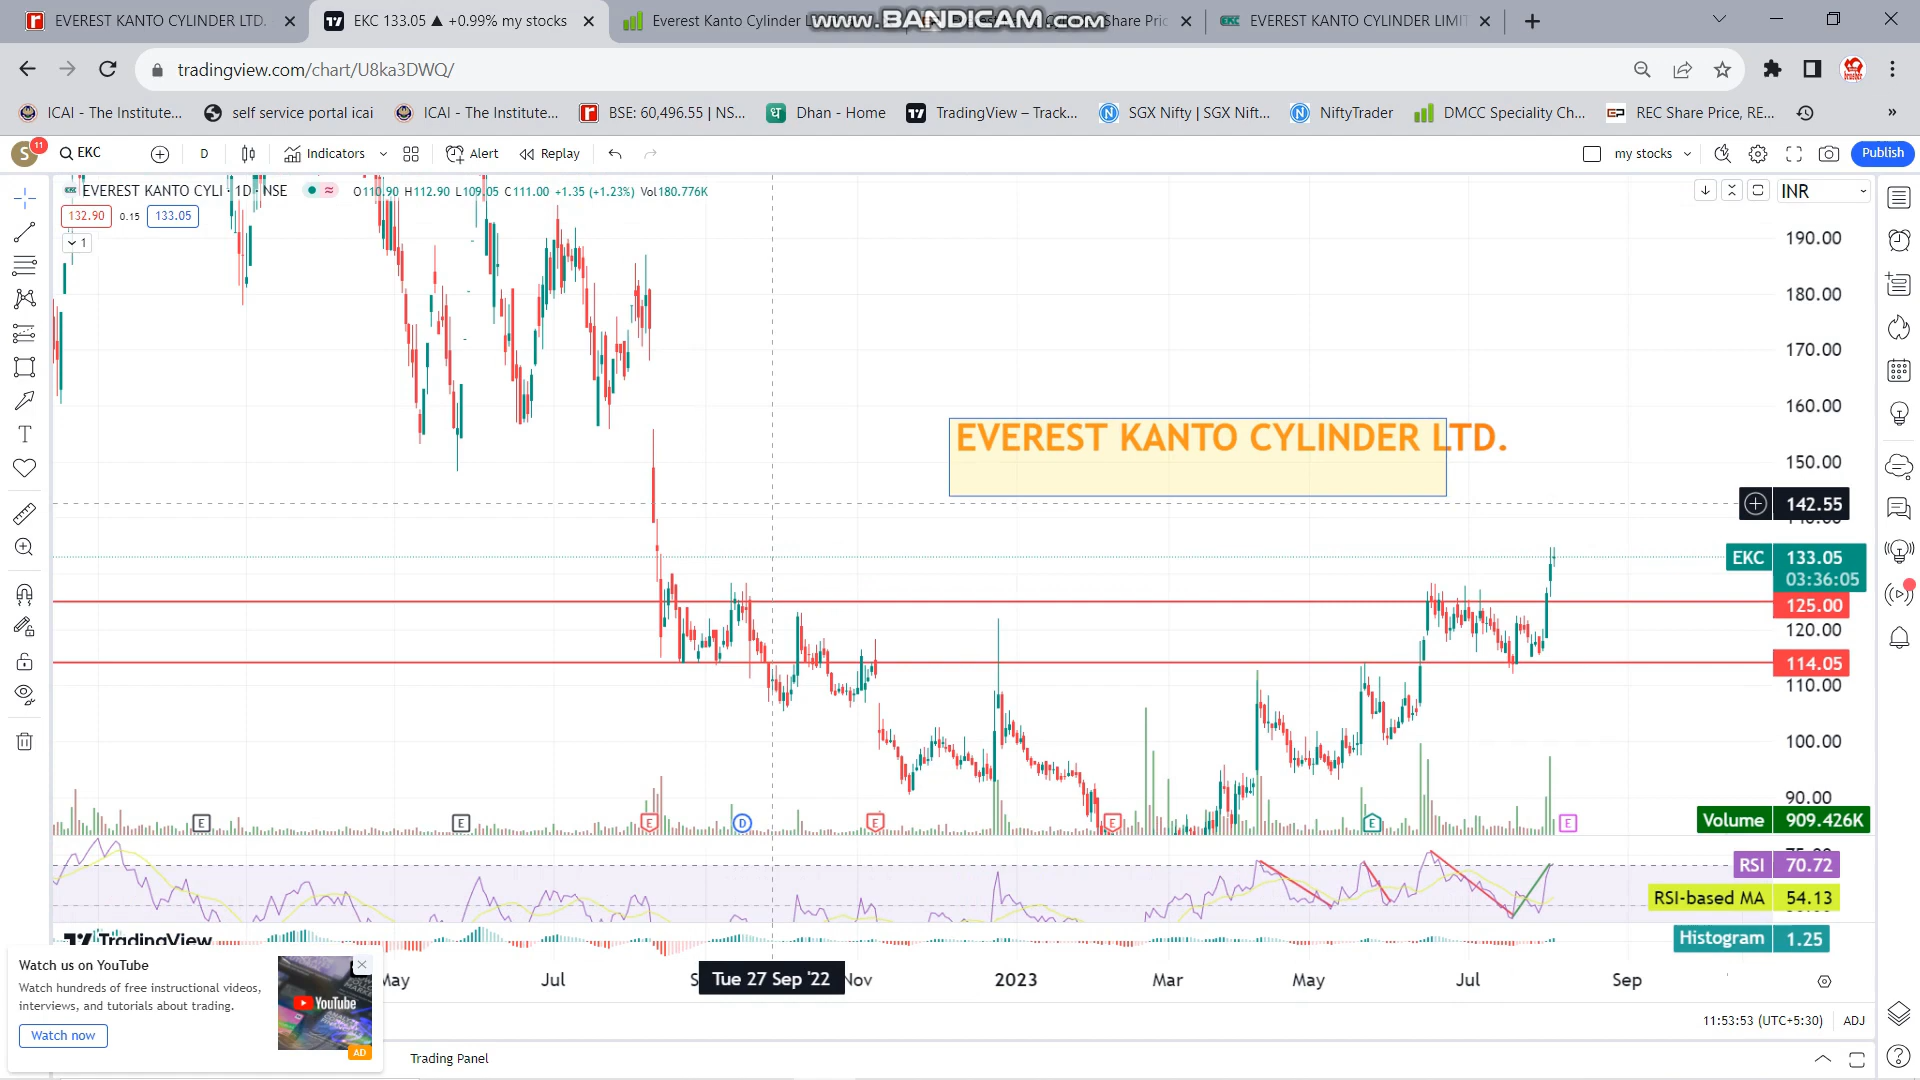 EVEREST KANTO CYLINDER LTD.
EKC 133.05 ▲ +0.99% my stocks
Everest Kanto Cylinder
www.BANDICAM.com
Share Pric
EVEREST KANTO CYLINDER LIMIT
tradingview.com/chart/U8ka3DWQ/
ICAI - The Institute...
self service portal icai
ICAI - The Institute...
BSE: 60,496.55 | NS...
Dhan - Home
TradingView – Track...
SGX Nifty | SGX Nift...
NiftyTrader
DMCC Speciality Ch...
REC Share Price, RE...
S
11
EKC
D
Indicators
Alert
Replay
my stocks
Publish
EVEREST KANTO CYLI · 1D · NSE
O110.90 H112.90 L109.05 C111.00 +1.35 (+1.23%) Vol180.776K
INR
132.90
0.15
133.05
1
190.00
180.00
170.00
160.00
EVEREST KANTO CYLINDER LTD.
150.00
142.55
EKC 133.05
03:36:05
125.00
120.00
114.05
110.00
100.00
90.00
E
E
E
D
E
E
E
E
Volume 909.426K
RSI 70.72
RSI-based MA 54.13
TradingView
Histogram 1.25
May
Jul
Tue 27 Sep '22
Nov
2023
Mar
May
Jul
Sep
Watch us on YouTube
Watch hundreds of free instructional videos,
interviews, and tutorials about trading.
Watch now
YouTube
AD
11:53:53 (UTC+5:30)
ADJ
Trading Panel